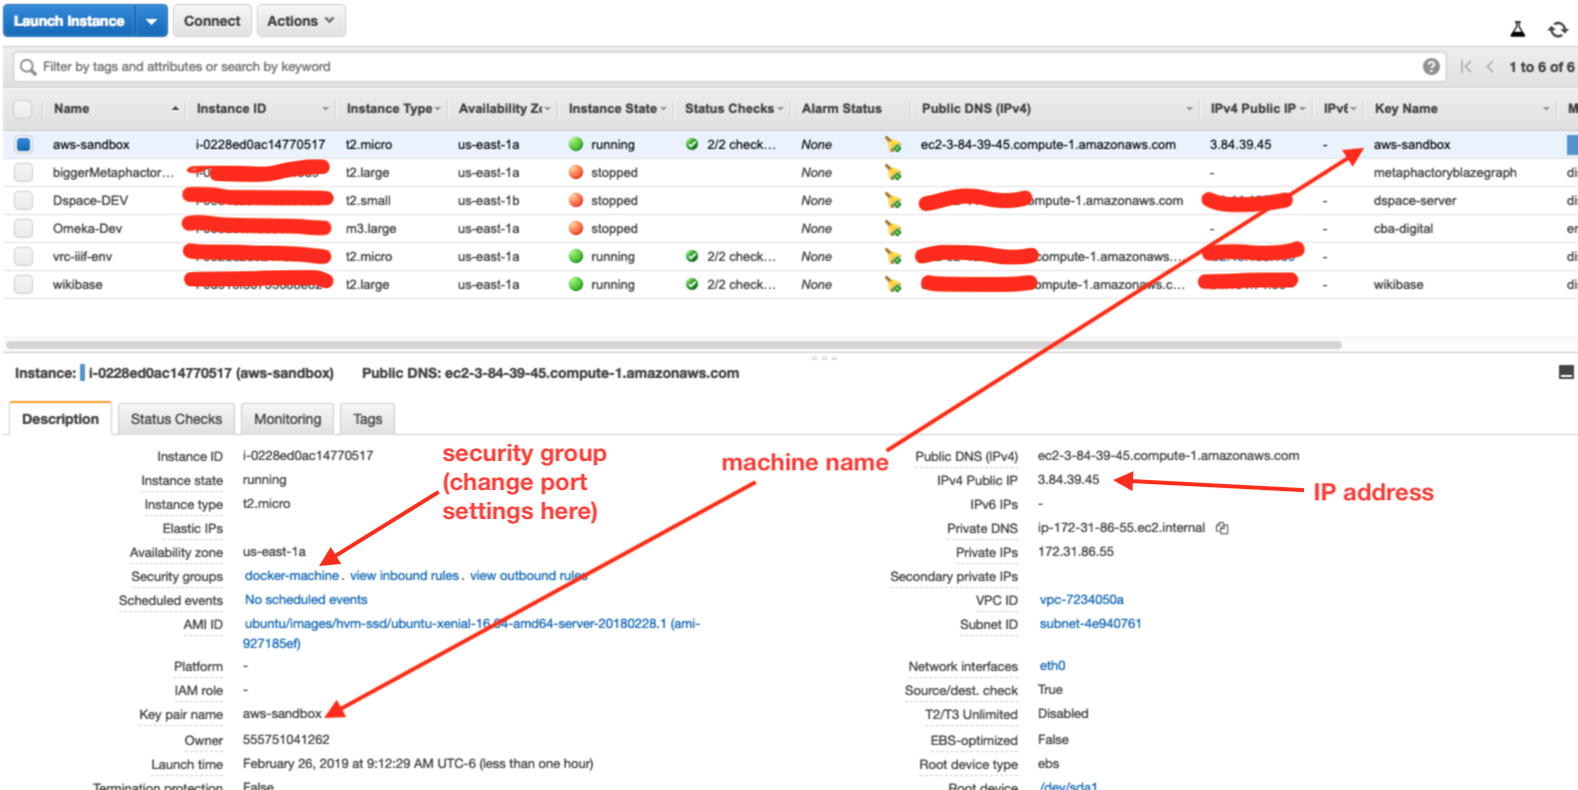 Launch Instance Connect Actions
Filter by tags and attributes or search by keyword 1 to 6 of 6
Name Instance ID Instance Type Availability Zo Instance State Status Checks Alarm Status Public DNS (IPv4) IPv4 Public IP IPv6 Key Name M
aws-sandbox i-0228ed0ac14770517 t2.micro us-east-1a running 2/2 check... None ec2-3-84-39-45.compute-1.amazonaws.com 3.84.39.45 - aws-sandbox
biggerMetaphactor... t2.large us-east-1a stopped None - metaphactoryblazegraph di
Dspace-DEV t2.small us-east-1b stopped None ompute-1.amazonaws.com - dspace-server di
Omeka-Dev m3.large us-east-1a stopped None - - cba-digital er
vrc-iiif-env t2.micro us-east-1a running 2/2 check... None compute-1.amazonaws.... - di
wikibase t2.large us-east-1a running 2/2 check... None ompute-1.amazonaws.c... - wikibase di
Instance: i-0228ed0ac14770517 (aws-sandbox) Public DNS: ec2-3-84-39-45.compute-1.amazonaws.com
Description Status Checks Monitoring Tags
security group
(change port
settings here)
machine name
IP address
Instance ID i-0228ed0ac14770517
Instance state running
Instance type t2.micro
Elastic IPs
Availability zone us-east-1a
Security groups docker-machine. view inbound rules. view outbound rules
Scheduled events No scheduled events
AMI ID ubuntu/images/hvm-ssd/ubuntu-xenial-16.04-amd64-server-20180228.1 (ami-
927185ef)
Platform -
IAM role -
Key pair name aws-sandbox
Owner 555751041262
Launch time February 26, 2019 at 9:12:29 AM UTC-6 (less than one hour)
Termination protection False
Public DNS (IPv4) ec2-3-84-39-45.compute-1.amazonaws.com
IPv4 Public IP 3.84.39.45
IPv6 IPs -
Private DNS ip-172-31-86-55.ec2.internal
Private IPs 172.31.86.55
Secondary private IPs
VPC ID vpc-7234050a
Subnet ID subnet-4e940761
Network interfaces eth0
Source/dest. check True
T2/T3 Unlimited Disabled
EBS-optimized False
Root device type ebs
Root device /dev/sda1